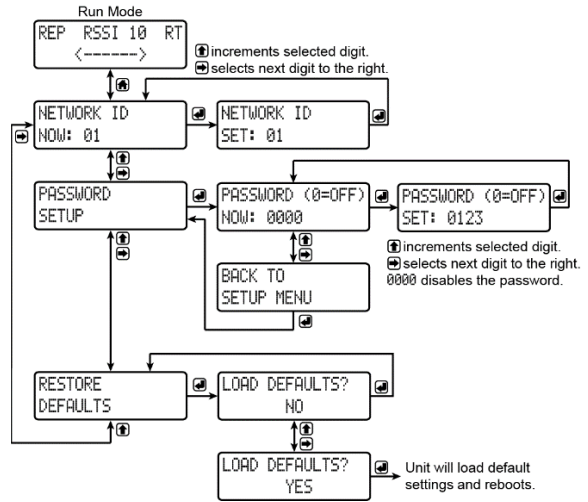 Run Mode
REP RSSI 10 RT
<------>
increments selected digit.
selects next digit to the right.
NETWORK ID
NOW: 01
NETWORK ID
SET: 01
PASSWORD
SETUP
PASSWORD (0=OFF)
NOW: 0000
PASSWORD (0=OFF)
SET: 0123
increments selected digit.
selects next digit to the right.
0000 disables the password.
BACK TO
SETUP MENU
RESTORE
DEFAULTS
LOAD DEFAULTS?
NO
LOAD DEFAULTS?
YES
Unit will load default
settings and reboots.